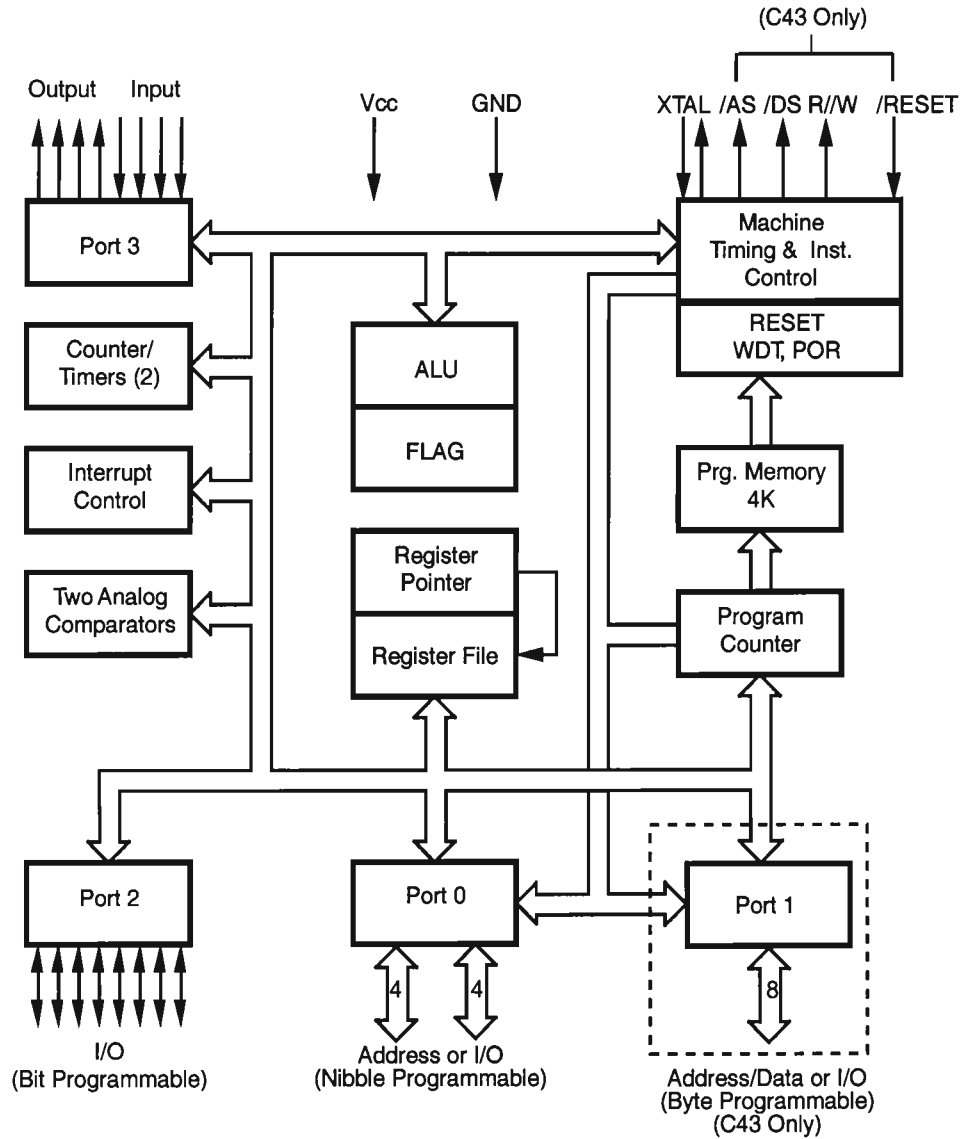 (C43 Only)
Output Input
Vcc
GND
XTAL /AS /DS R//W /RESET
Port 3
Machine
Timing & Inst.
Control
RESET
WDT, POR
Counter/
Timers (2)
ALU
FLAG
Interrupt
Control
Prg. Memory
4K
Two Analog
Comparators
Register
Pointer
Register File
Program
Counter
Port 2
Port 0
Port 1
4
4
8
I/O
(Bit Programmable)
Address or I/O
(Nibble Programmable)
Address/Data or I/O
(Byte Programmable)
(C43 Only)